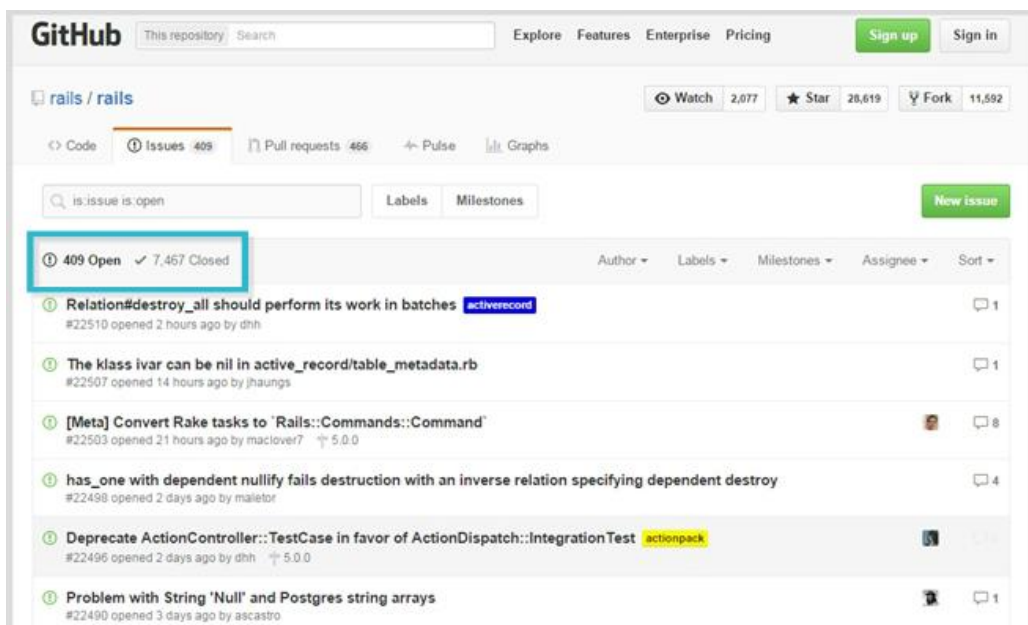 GitHub This repository Search Explore Features Enterprise Pricing Sign up Sign in
rails / rails Watch 2,077 Star 28,619 Fork 11,592
<> Code Issues 409 Pull requests 466 Pulse Graphs
is:issue is:open Labels Milestones New issue
409 Open 7,467 Closed Author Labels Milestones Assignee Sort
Relation#destroy_all should perform its work in batches activerecord 1
#22510 opened 2 hours ago by dhh
The klass ivar can be nil in active_record/table_metadata.rb 1
#22507 opened 14 hours ago by jhaungs
[Meta] Convert Rake tasks to `Rails::Commands::Command` 8
#22503 opened 21 hours ago by maclover7 5.0.0
has_one with dependent nullify fails destruction with an inverse relation specifying dependent destroy 4
#22498 opened 2 days ago by maletor
Deprecate ActionController::TestCase in favor of ActionDispatch::IntegrationTest actionpack
#22496 opened 2 days ago by dhh 5.0.0
Problem with String 'Null' and Postgres string arrays 1
#22490 opened 3 days ago by ascastro